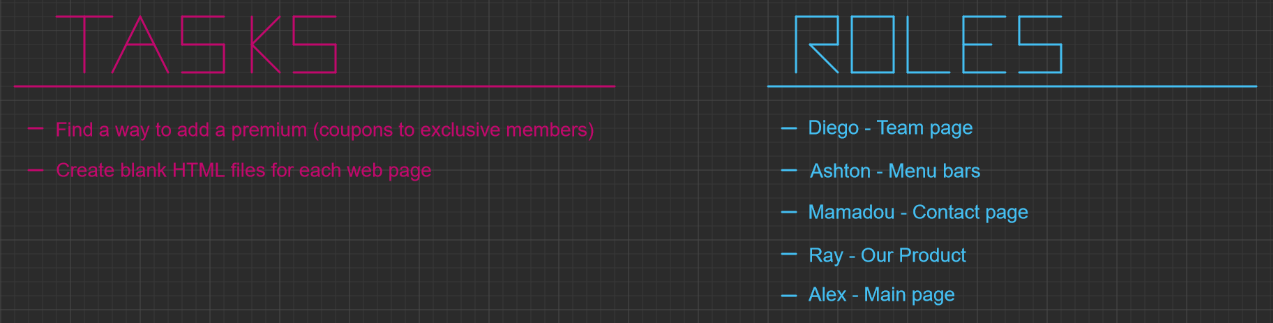 TASKS
— Find a way to add a premium (coupons to exclusive members)
— Create blank HTML files for each web page
ROLES
— Diego - Team page
— Ashton - Menu bars
— Mamadou - Contact page
— Ray - Our Product
— Alex - Main page